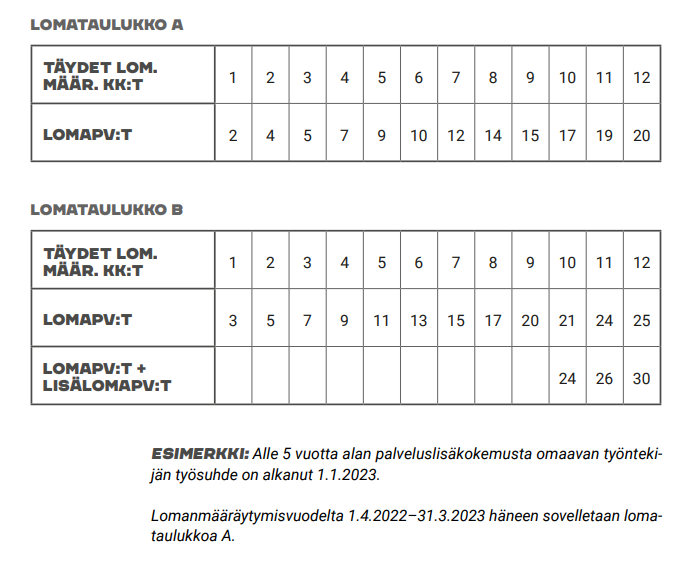 LOMATAULUKKO A
TÄYDET LOM.
MÄÄR. KK:T 1 2 3 4 5 6 7 8 9 10 11 12
LOMAPV:T 2 4 5 7 9 10 12 14 15 17 19 20
LOMATAULUKKO B
TÄYDET LOM.
MÄÄR. KK:T 1 2 3 4 5 6 7 8 9 10 11 12
LOMAPV:T 3 5 7 9 11 13 15 17 20 21 24 25
LOMAPV:T +
LISÄLOMAPV:T 24 26 30
ESIMERKKI: Alle 5 vuotta alan palveluslisäkokemusta omaavan työnteki-
jän työsuhde on alkanut 1.1.2023.
Lomanmääräytymisvuodelta 1.4.2022–31.3.2023 häneen sovelletaan loma-
taulukkoa A.